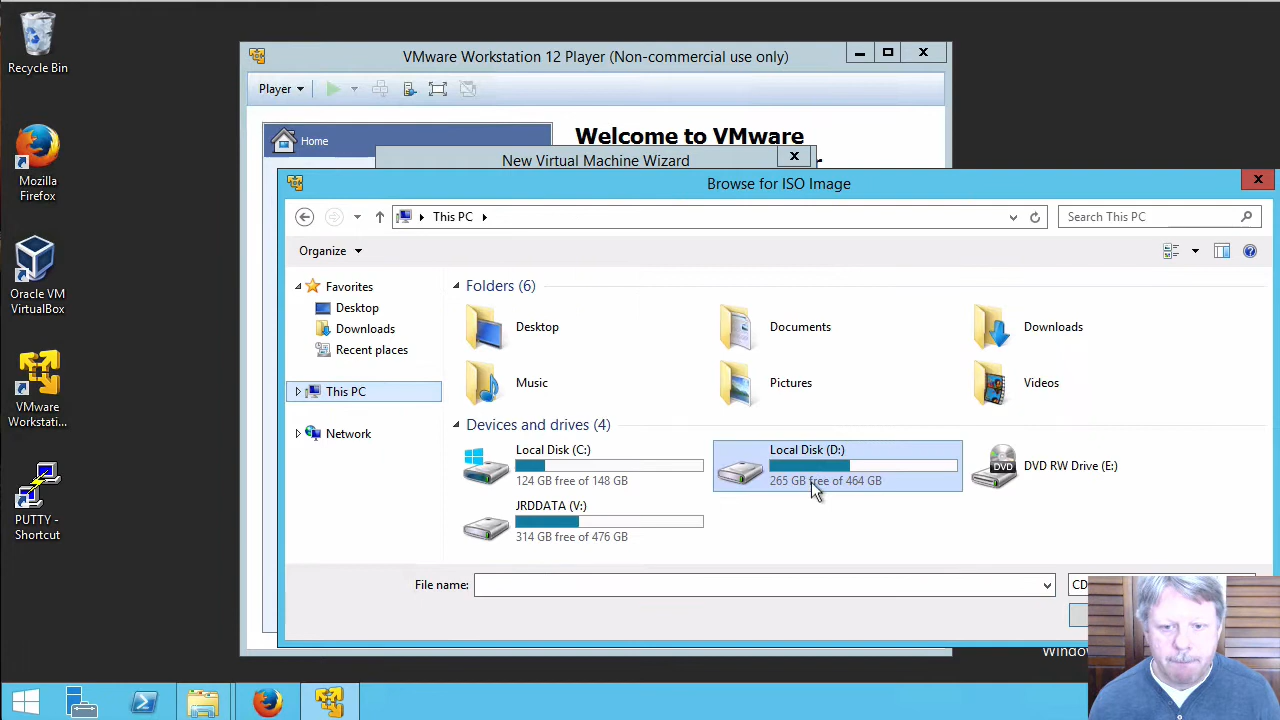 Recycle Bin
Mozilla
Firefox
Oracle VM
VirtualBox
VMware
Workstati...
PUTTY -
Shortcut
VMware Workstation 12 Player (Non-commercial use only)
Player
Home
Welcome to VMware
New Virtual Machine Wizard
Browse for ISO Image
This PC
Search This PC
Organize
Favorites
Desktop
Downloads
Recent places
This PC
Network
Folders (6)
Desktop
Documents
Downloads
Music
Pictures
Videos
Devices and drives (4)
Local Disk (C:)
124 GB free of 148 GB
Local Disk (D:)
265 GB free of 464 GB
DVD
DVD RW Drive (E:)
JRDDATA (V:)
314 GB free of 476 GB
File name:
CD
Window